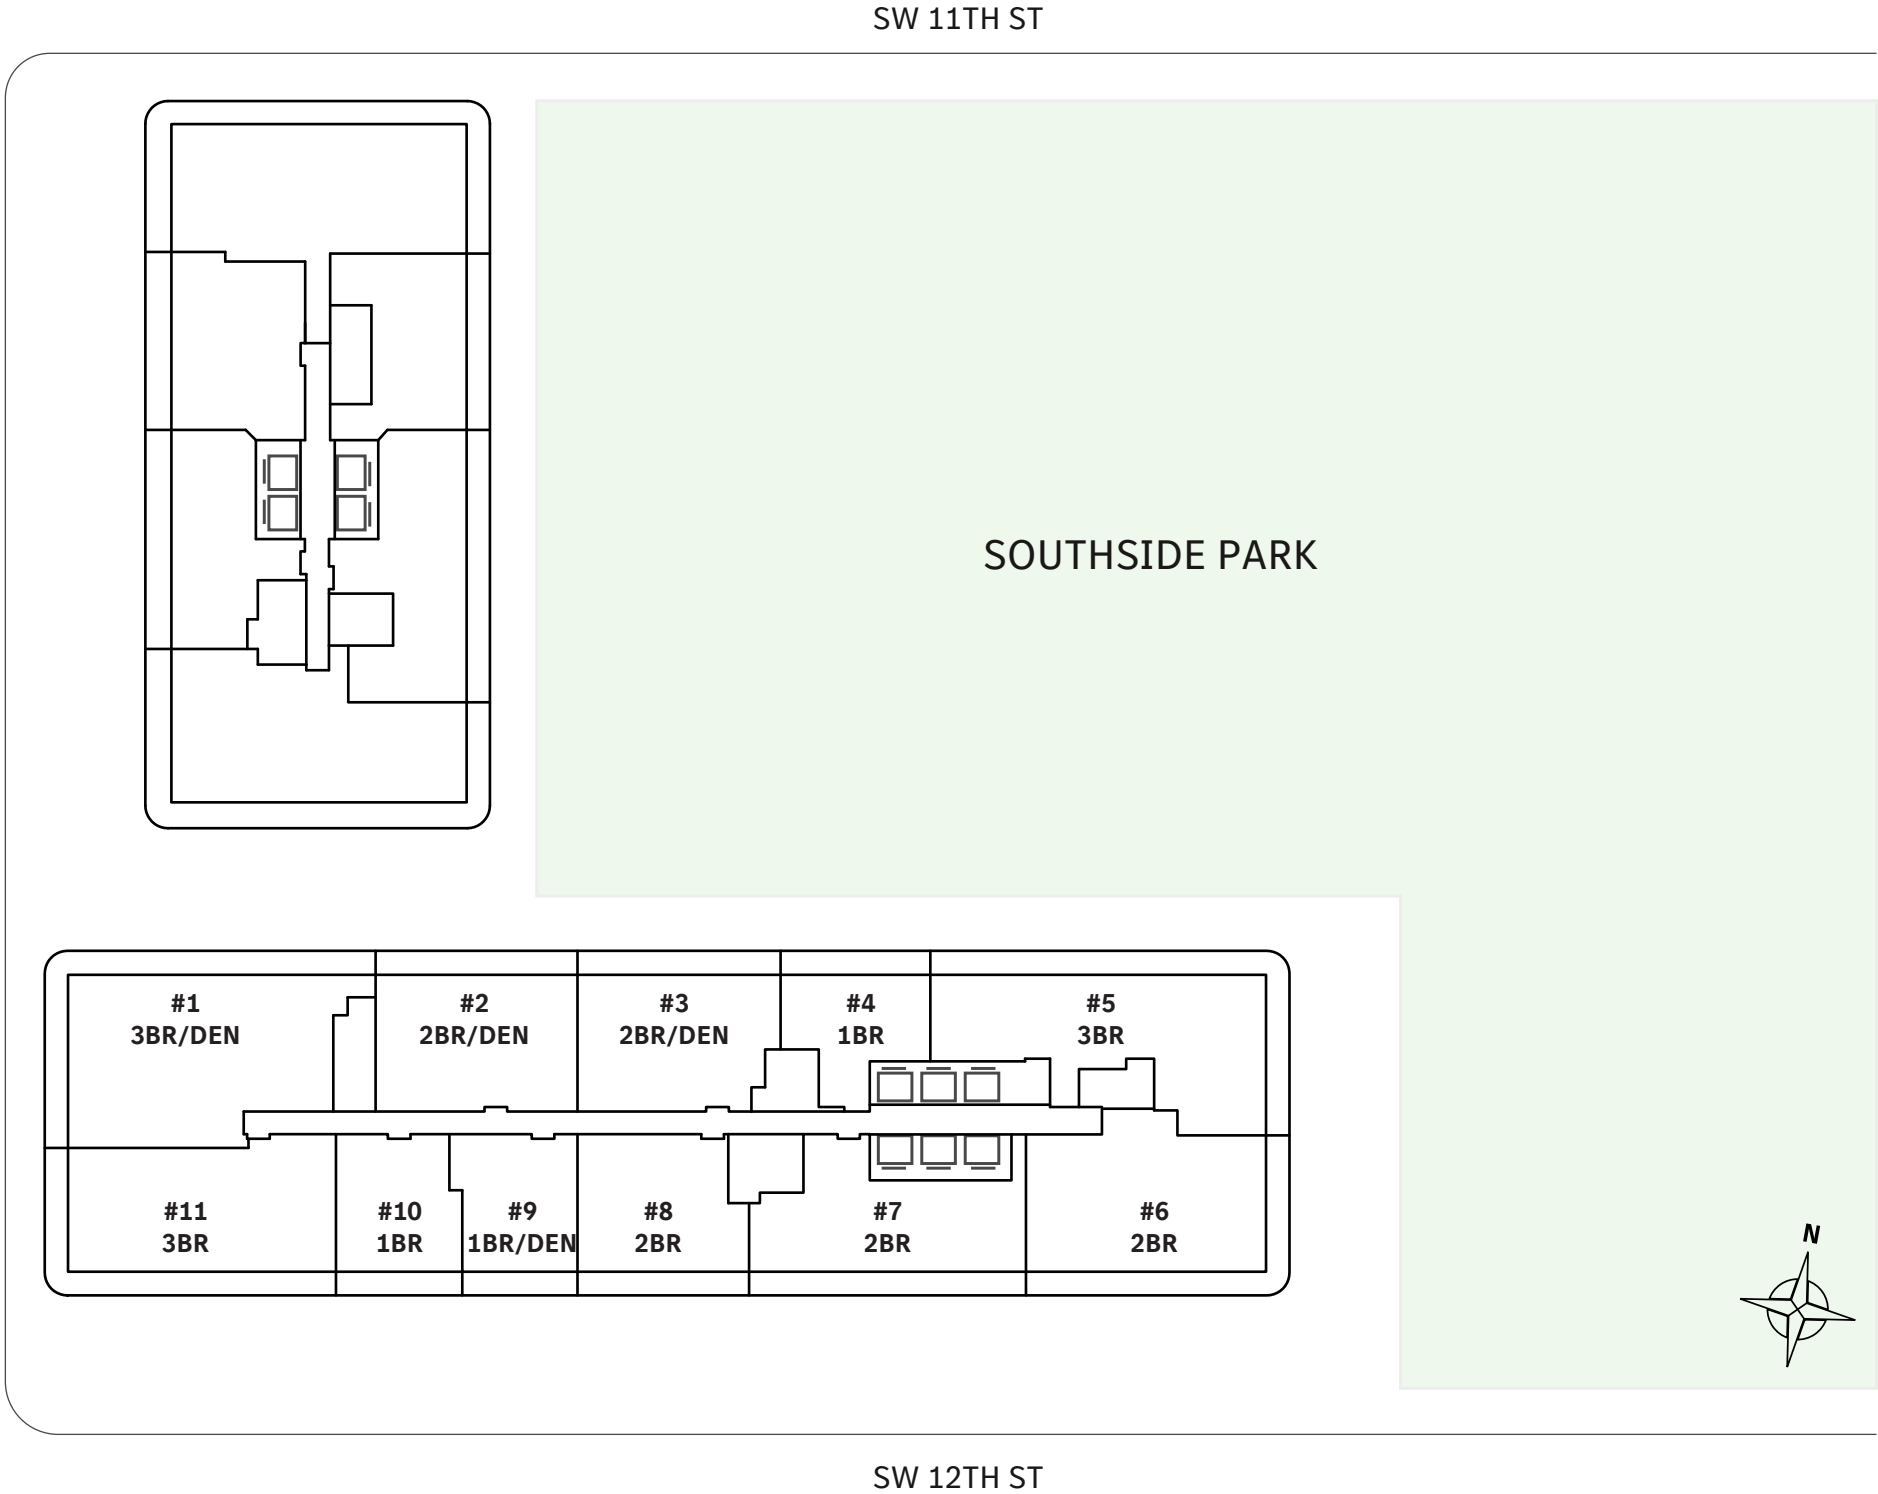 SW 11TH ST
SOUTHSIDE PARK
#1
3BR/DEN
#2
2BR/DEN
#3
2BR/DEN
#4
1BR
#5
3BR
#11
3BR
#10
1BR
#9
1BR/DEN
#8
2BR
#7
2BR
#6
2BR
N
SW 12TH ST